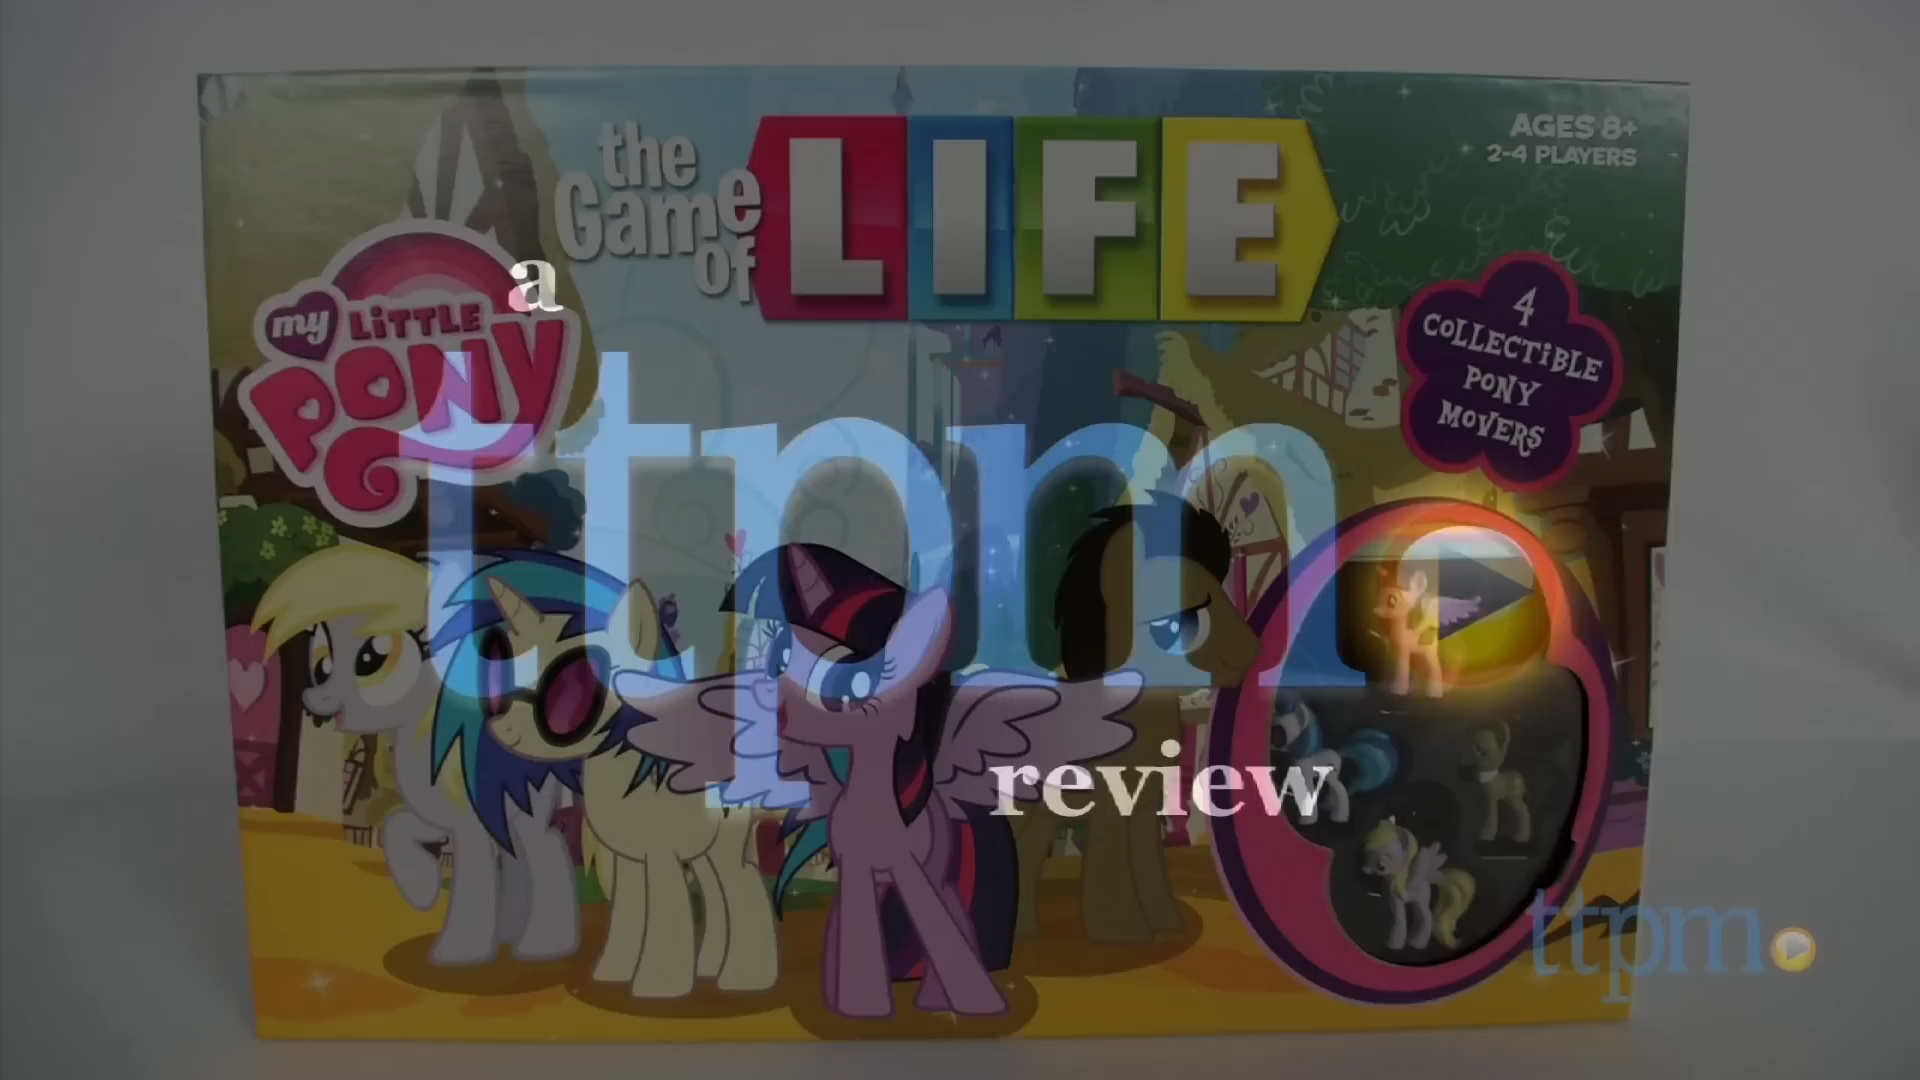 the
Game
of
LIFE
AGES 8+
2-4 PLAYERS
my LiTTLE
PONY
4
COLLECTiBLE
PONY
MOVERS
a
ttpm
review
ttpm